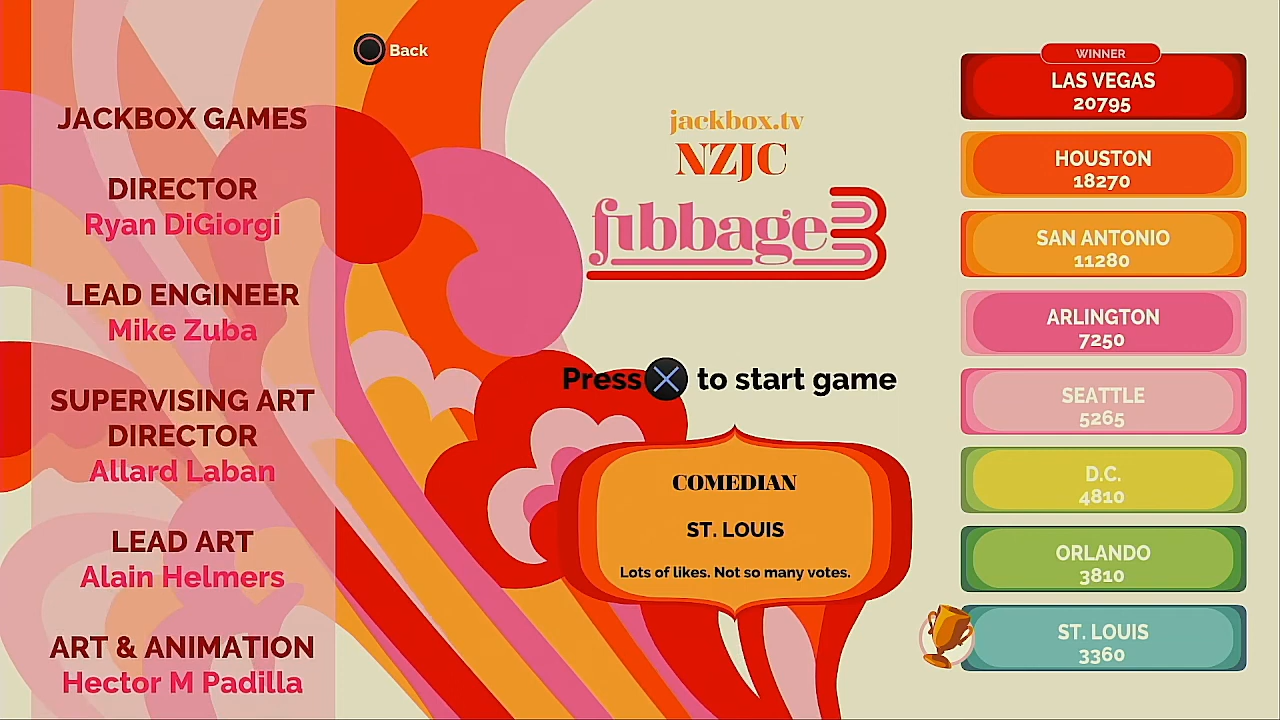 Back
JACKBOX GAMES
DIRECTOR
Ryan DiGiorgi
LEAD ENGINEER
Mike Zuba
SUPERVISING ART
DIRECTOR
Allard Laban
LEAD ART
Alain Helmers
ART & ANIMATION
Hector M Padilla
jackbox.tv
NZJC
fibbage 3
Press X to start game
COMEDIAN
ST. LOUIS
Lots of likes. Not so many votes.
WINNER
LAS VEGAS
20795
HOUSTON
18270
SAN ANTONIO
11280
ARLINGTON
7250
SEATTLE
5265
D.C.
4810
ORLANDO
3810
ST. LOUIS
3360